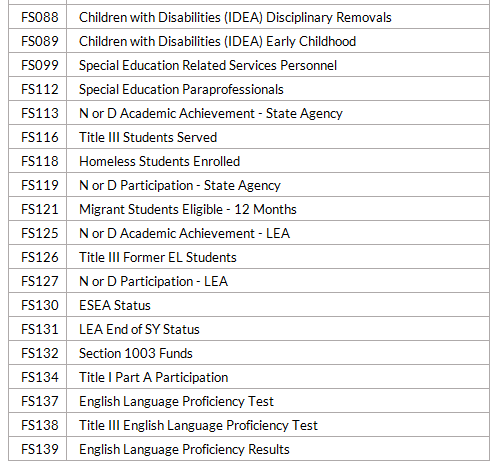 FS088 Children with Disabilities (IDEA) Disciplinary Removals
FS089 Children with Disabilities (IDEA) Early Childhood
FS099 Special Education Related Services Personnel
FS112 Special Education Paraprofessionals
FS113 N or D Academic Achievement - State Agency
FS116 Title III Students Served
FS118 Homeless Students Enrolled
FS119 N or D Participation - State Agency
FS121 Migrant Students Eligible - 12 Months
FS125 N or D Academic Achievement - LEA
FS126 Title III Former EL Students
FS127 N or D Participation - LEA
FS130 ESEA Status
FS131 LEA End of SY Status
FS132 Section 1003 Funds
FS134 Title I Part A Participation
FS137 English Language Proficiency Test
FS138 Title III English Language Proficiency Test
FS139 English Language Proficiency Results